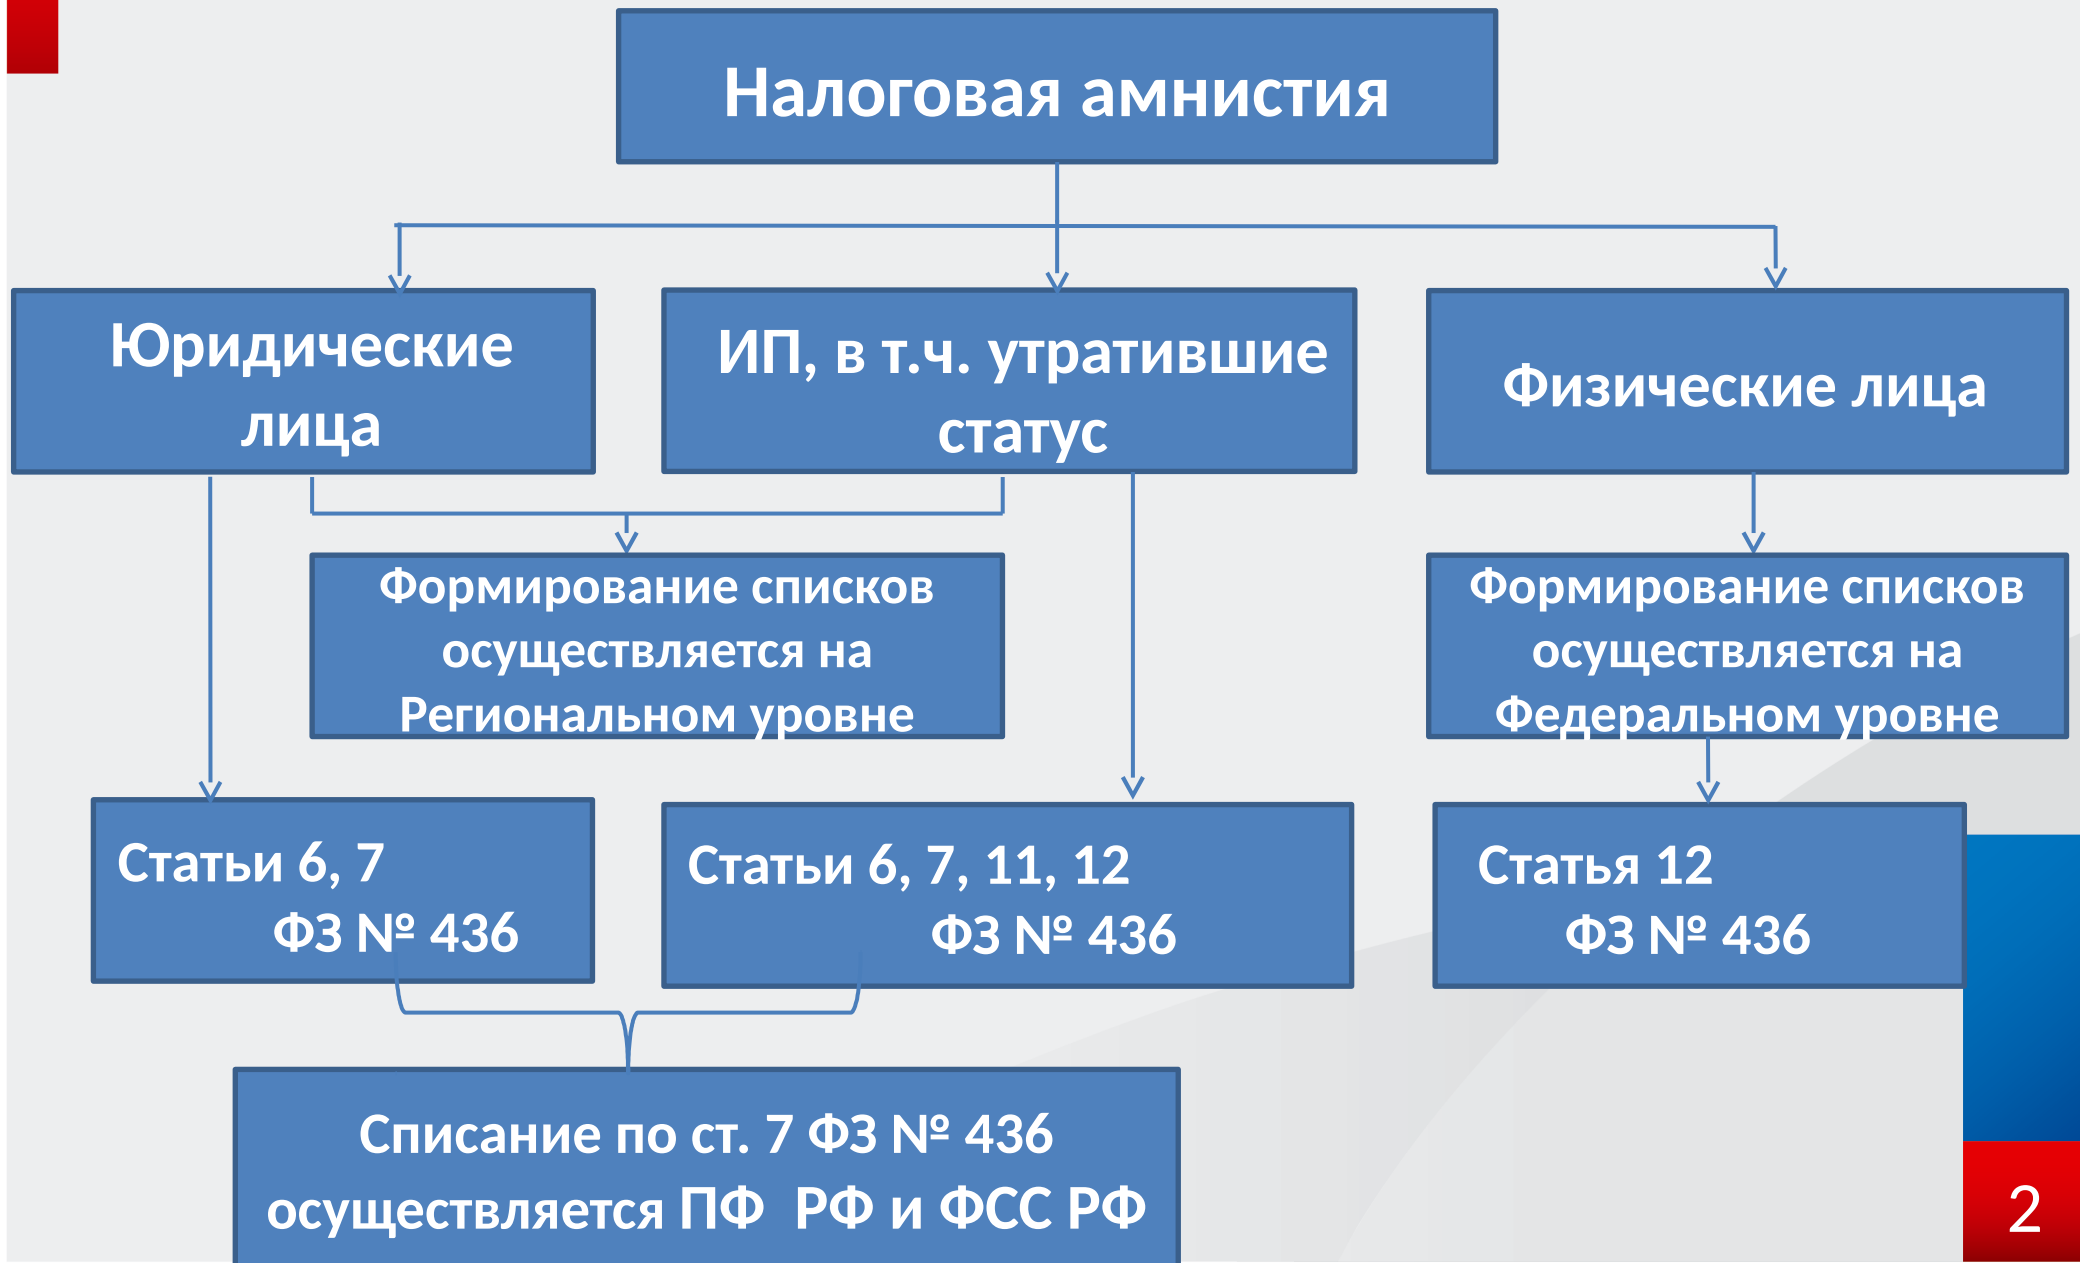 Налоговая амнистия
Юридические
лица
ИП, в т.ч. утратившие
статус
Физические лица
Формирование списков
осуществляется на
Региональном уровне
Формирование списков
осуществляется на
Федеральном уровне
Статьи 6, 7
ФЗ № 436
Статьи 6, 7, 11, 12
ФЗ № 436
Статья 12
ФЗ № 436
Списание по ст. 7 ФЗ № 436
осуществляется ПФ РФ и ФСС РФ
2